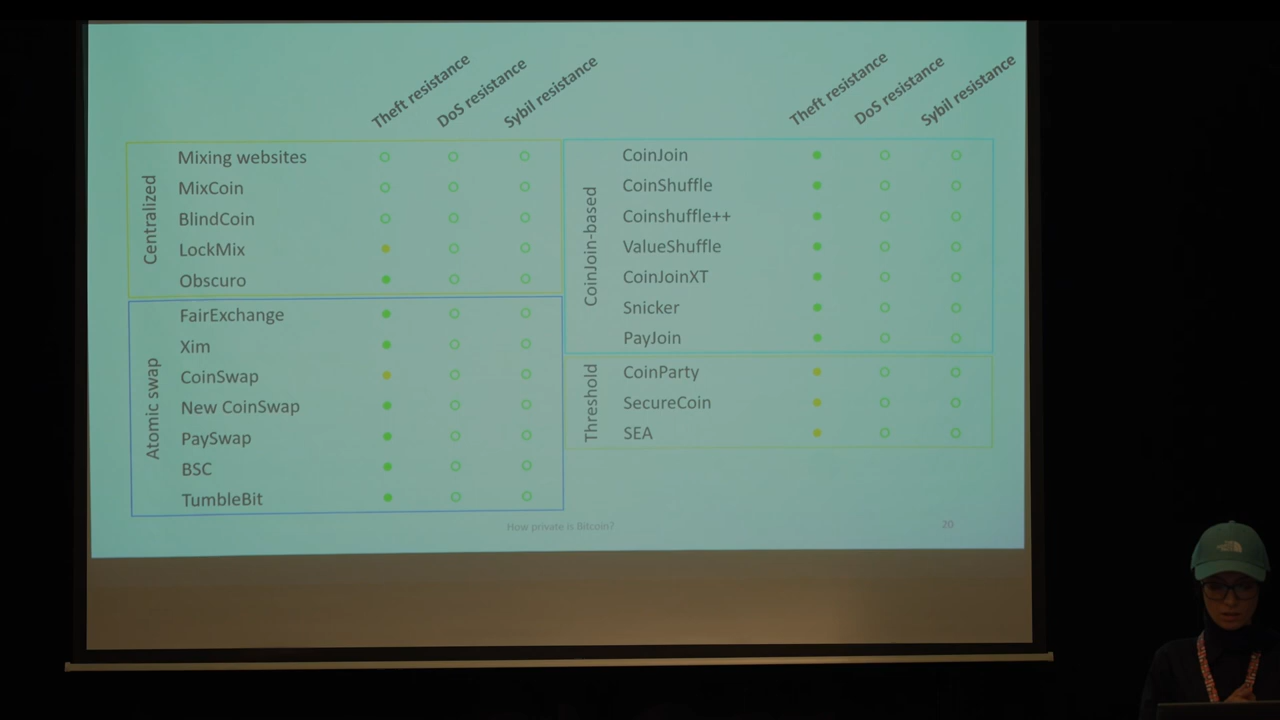 Theft resistance
DoS resistance
Sybil resistance
Centralized
Mixing websites
MixCoin
BlindCoin
LockMix
Obscuro
Atomic swap
FairExchange
Xim
CoinSwap
New CoinSwap
PaySwap
BSC
TumbleBit
Theft resistance
DoS resistance
Sybil resistance
CoinJoin-based
CoinJoin
CoinShuffle
Coinshuffle++
ValueShuffle
CoinJoinXT
Snicker
PayJoin
Threshold
CoinParty
SecureCoin
SEA
How private is Bitcoin?
20